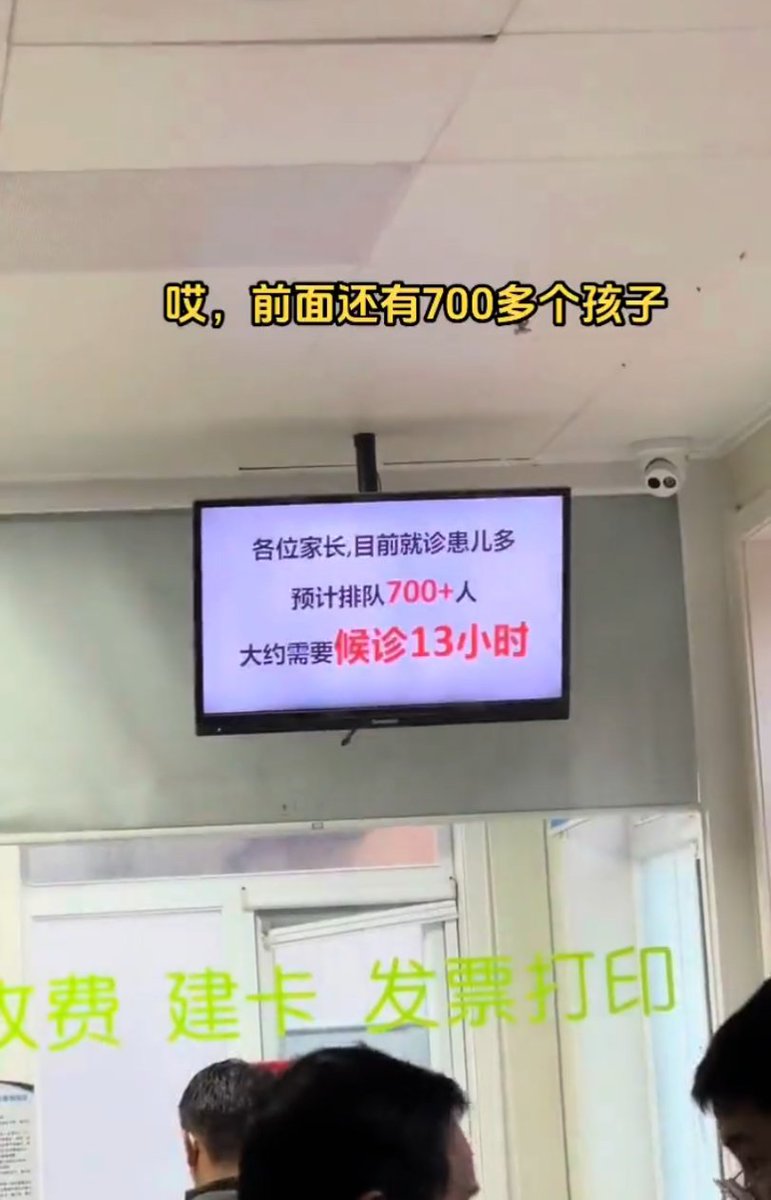 哎，前面还有700多个孩子
各位家长,目前就诊患儿多
预计排队700+人
大约需要候诊13小时
收费 建卡 发票打印